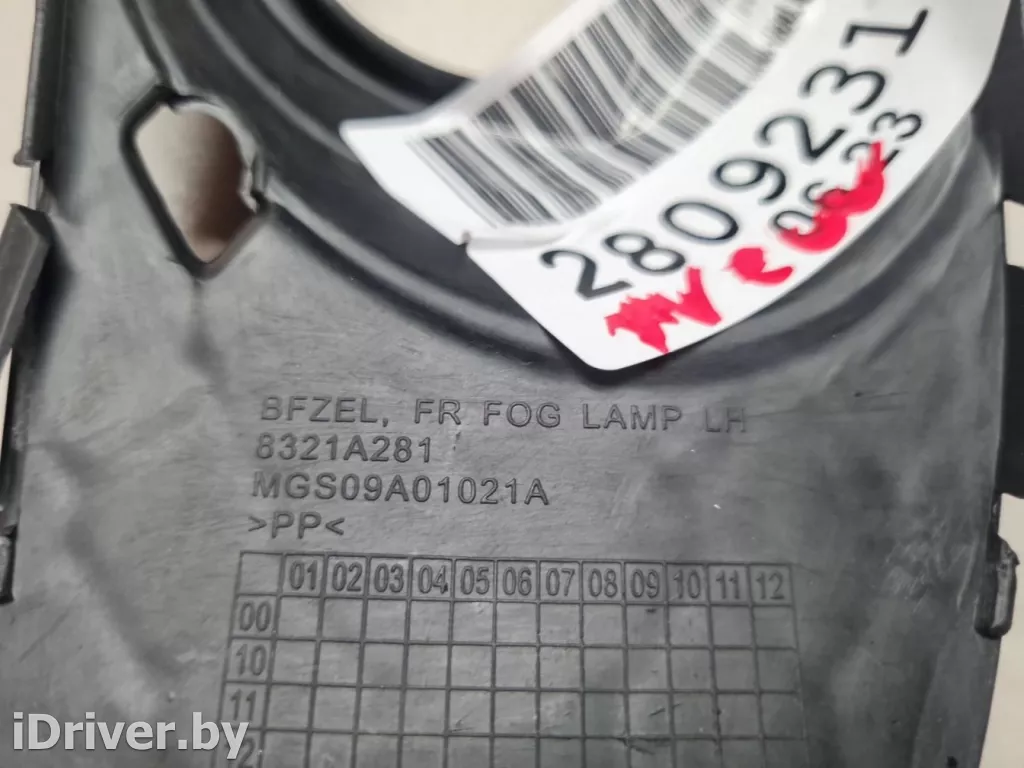 2809231
BFZEL, FR FOG LAMP LH
8321A281
MGS09A01021A
>PP<
01 02 03 04 05 06 07 08 09 10 11 12
00
10
11
iDriver.by